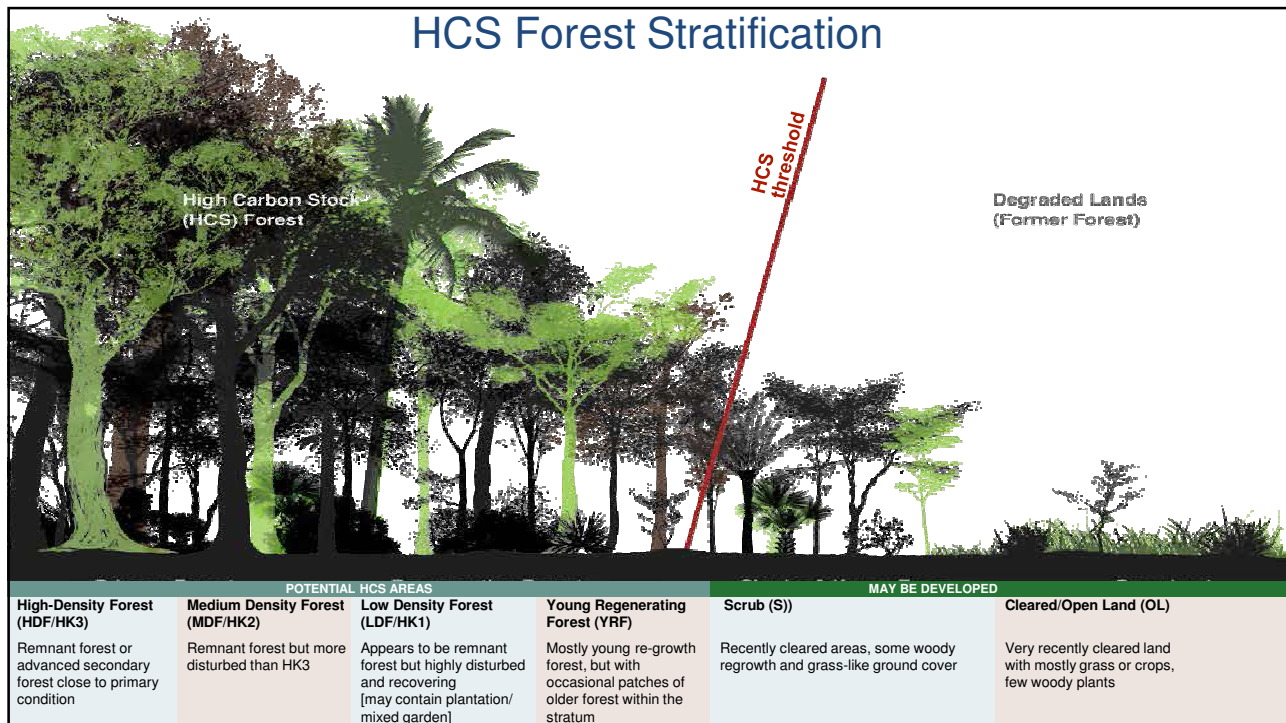 HCS Forest Stratification
HCS
threshold
High Carbon Stock
(HCS) Forest
Degraded Lands
(Former Forest)
POTENTIAL HCS AREAS
MAY BE DEVELOPED
High-Density Forest
(HDF/HK3)
Remnant forest or
advanced secondary
forest close to primary
condition
Medium Density Forest
(MDF/HK2)
Remnant forest but more
disturbed than HK3
Low Density Forest
(LDF/HK1)
Appears to be remnant
forest but highly disturbed
and recovering
[may contain plantation/
mixed garden]
Young Regenerating
Forest (YRF)
Mostly young re-growth
forest, but with
occasional patches of
older forest within the
stratum
Scrub (S))
Recently cleared areas, some woody
regrowth and grass-like ground cover
Cleared/Open Land (OL)
Very recently cleared land
with mostly grass or crops,
few woody plants